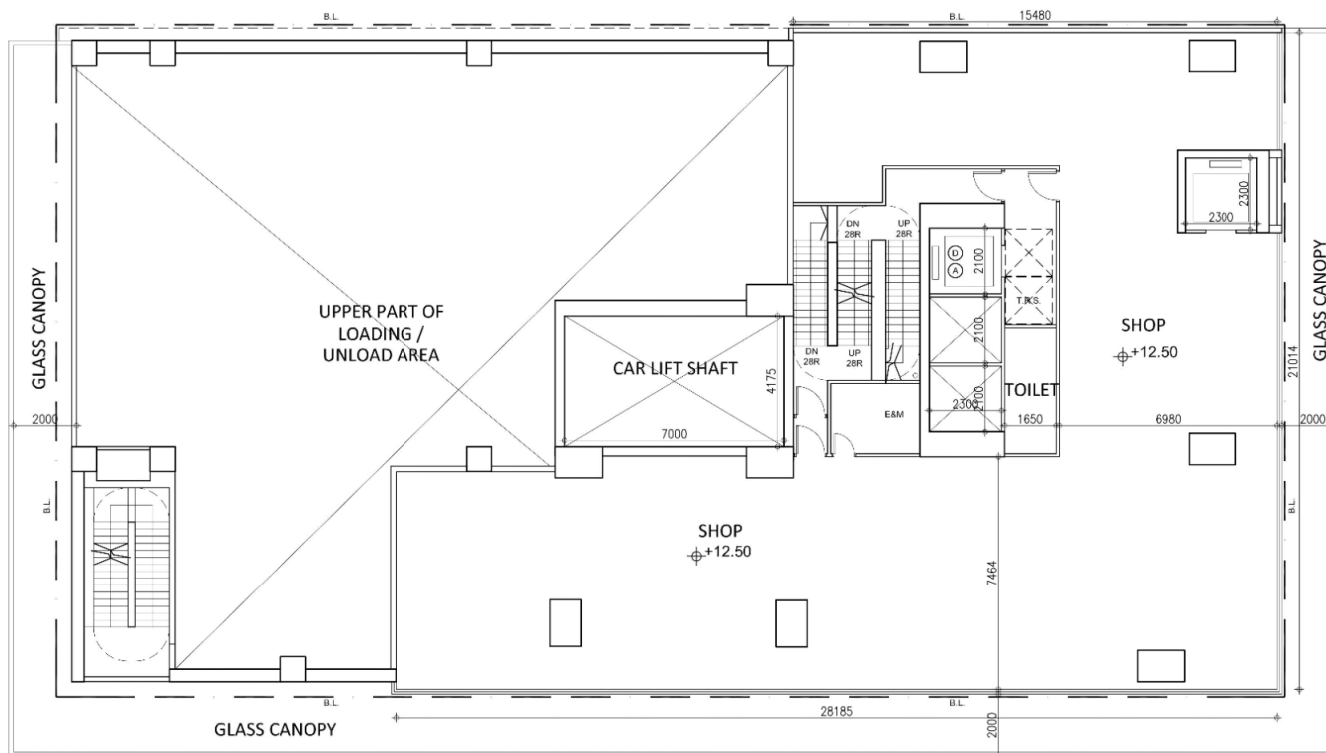 B.L.
B.L.
15480
GLASS CANOPY
UPPER PART OF
LOADING /
UNLOAD AREA
CAR LIFT SHAFT
4175
7000
2000
DN
28R
UP
28R
DN
28R
UP
28R
E&M
D
A
2100
2100
2100
2300
T.R.S.
TOILET
1650
6980
2300
2300
SHOP
+12.50
21014
GLASS CANOPY
2000
B.L.
B.L.
SHOP
+12.50
7464
B.L.
B.L.
28185
2000
GLASS CANOPY